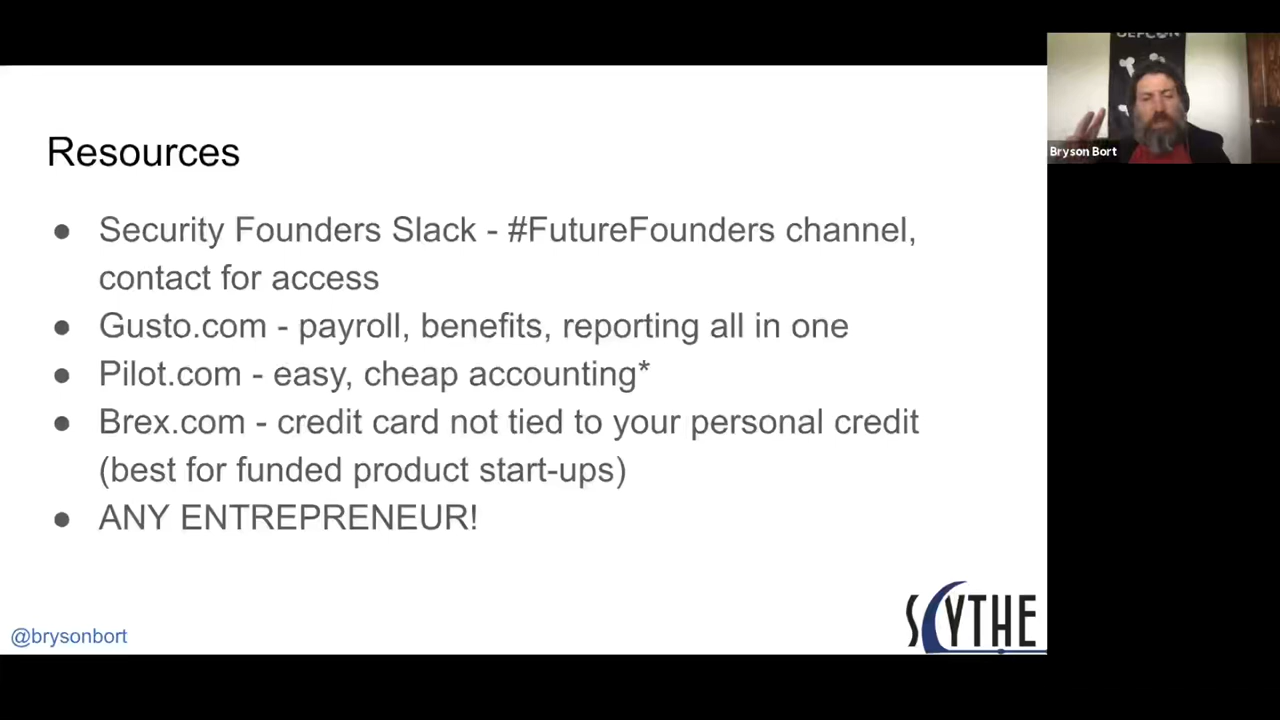 DEFCON
Bryson Bort
Resources
● Security Founders Slack - #FutureFounders channel,
contact for access
● Gusto.com - payroll, benefits, reporting all in one
● Pilot.com - easy, cheap accounting*
● Brex.com - credit card not tied to your personal credit
(best for funded product start-ups)
● ANY ENTREPRENEUR!
@brysonbort
SCYTHE